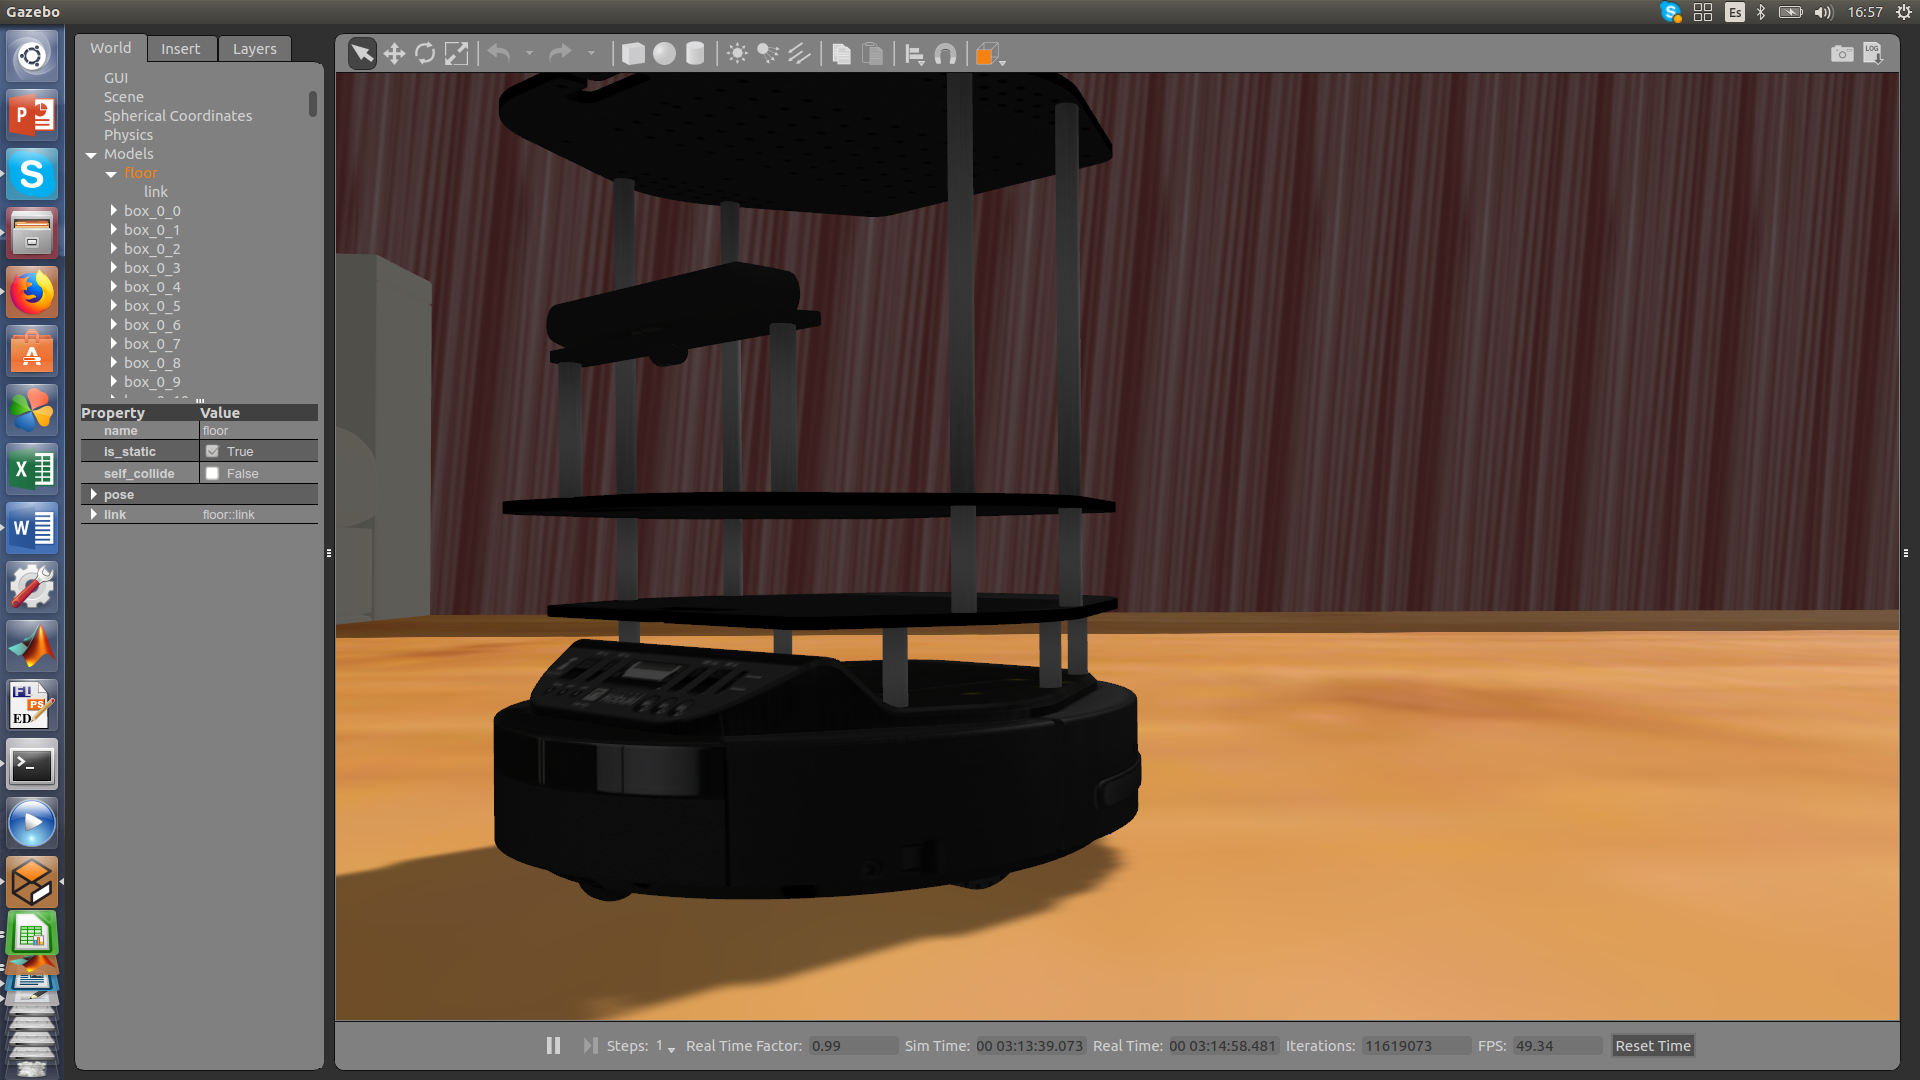 Gazebo
Es
16:57
World
Insert
Layers
GUI
Scene
Spherical Coordinates
Physics
Models
floor
link
box_0_0
box_0_1
box_0_2
box_0_3
box_0_4
box_0_5
box_0_6
box_0_7
box_0_8
box_0_9
Property Value
name floor
is_static True
self_collide False
pose
link floor::link
LOG
Steps: 1 Real Time Factor: 0.99 Sim Time: 00 03:13:39.073 Real Time: 00 03:14:58.481 Iterations: 11619073 FPS: 49.34 Reset Time